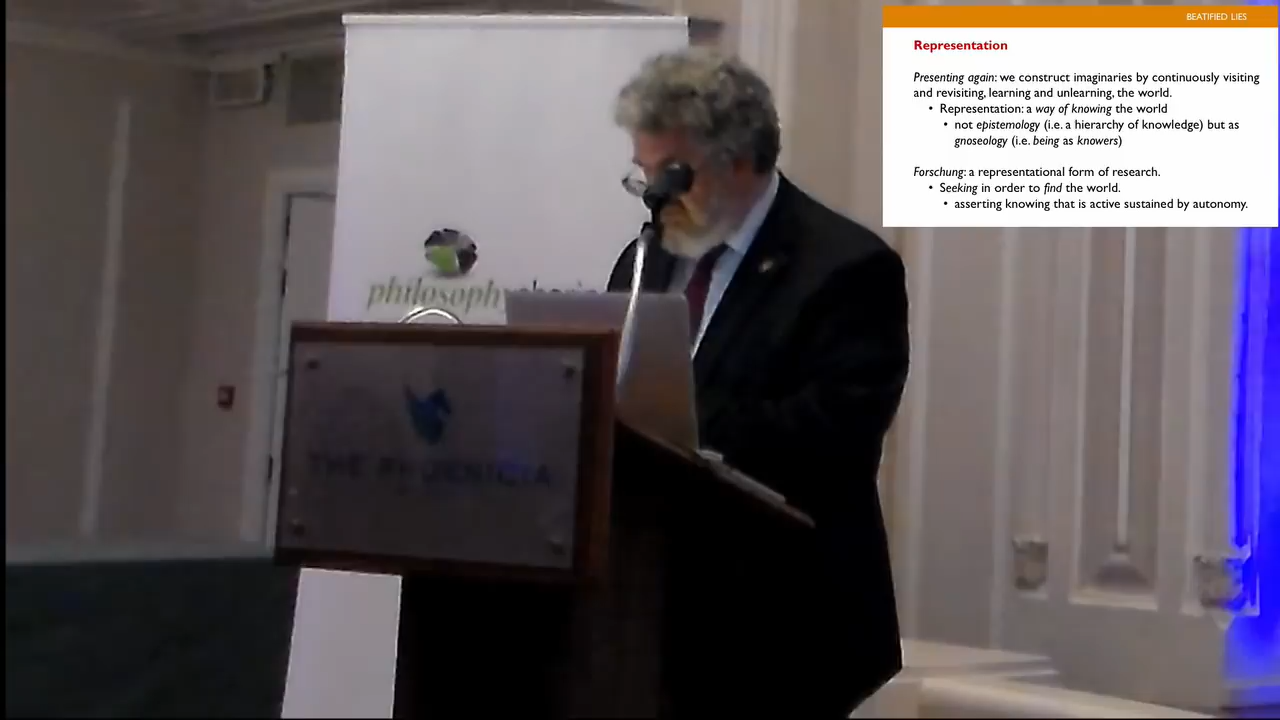 BEATIFIED LIES
Representation
Presenting again: we construct imaginaries by continuously visiting
and revisiting, learning and unlearning, the world.
• Representation: a way of knowing the world
• not epistemology (i.e. a hierarchy of knowledge) but as
gnoseology (i.e. being as knowers)
Forschung: a representational form of research.
• Seeking in order to find the world.
• asserting knowing that is active sustained by autonomy.
THE PHOENICIA